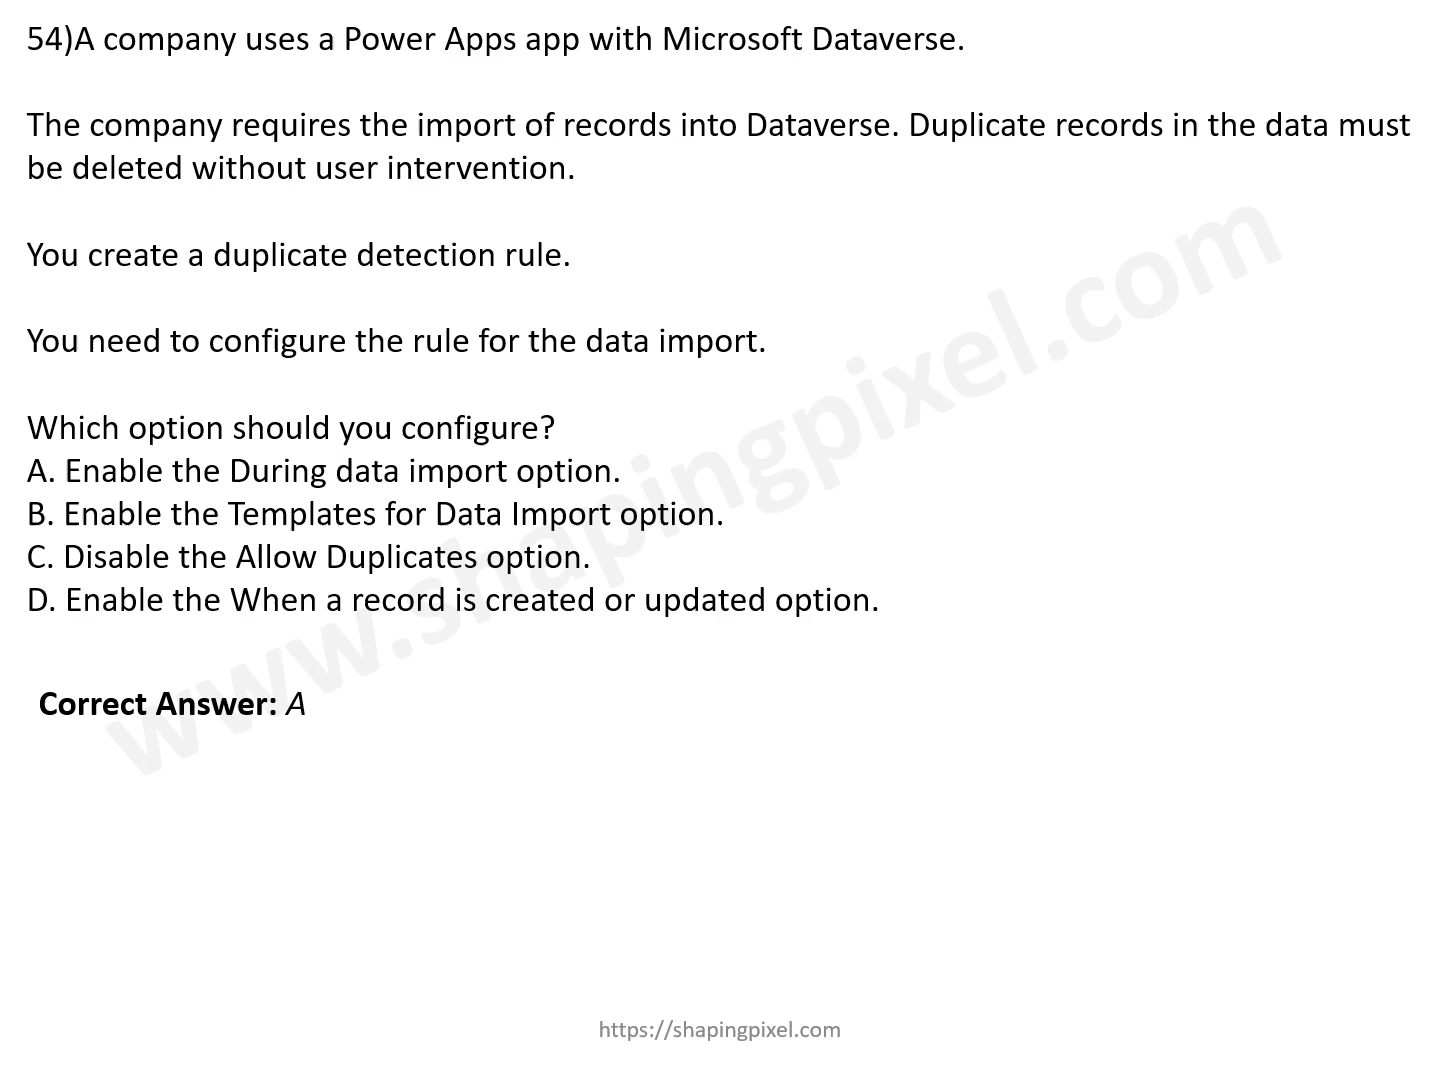 54)A company uses a Power Apps app with Microsoft Dataverse.
The company requires the import of records into Dataverse. Duplicate records in the data must
be deleted without user intervention.
You create a duplicate detection rule.
You need to configure the rule for the data import.
Which option should you configure?
A. Enable the During data import option.
B. Enable the Templates for Data Import option.
C. Disable the Allow Duplicates option.
D. Enable the When a record is created or updated option.
Correct Answer: A
www.shapingpixel.com
https://shapingpixel.com